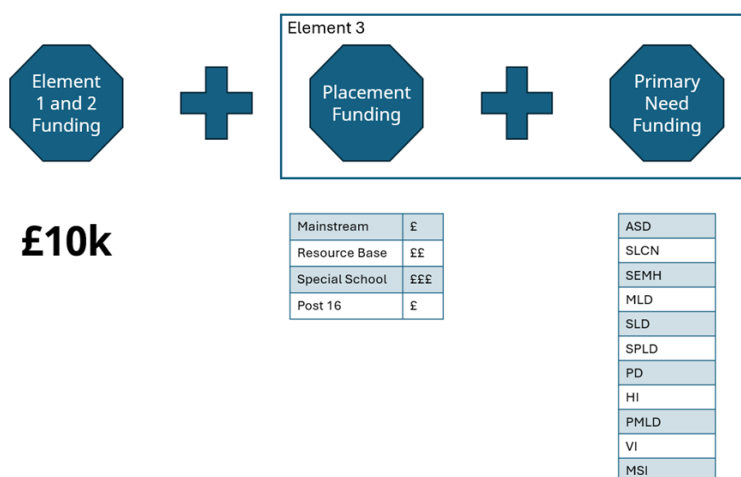 Element 3
Element
1 and 2
Funding
Placement
Funding
Primary
Need
Funding
£10k
Mainstream £
Resource Base ££
Special School £££
Post 16 £
ASD
SLCN
SEMH
MLD
SLD
SPLD
PD
HI
PMLD
VI
MSI